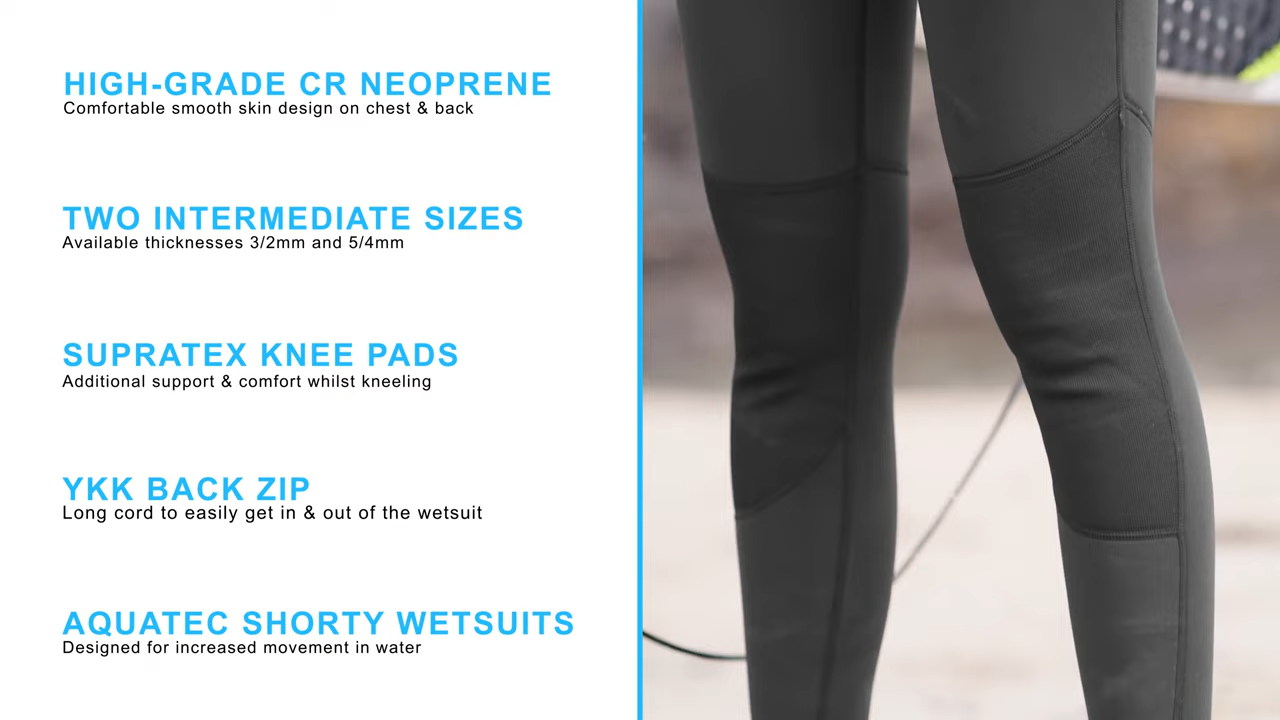 HIGH-GRADE CR NEOPRENE
Comfortable smooth skin design on chest & back
TWO INTERMEDIATE SIZES
Available thicknesses 3/2mm and 5/4mm
SUPRATEX KNEE PADS
Additional support & comfort whilst kneeling
YKK BACK ZIP
Long cord to easily get in & out of the wetsuit
AQUATEC SHORTY WETSUITS
Designed for increased movement in water